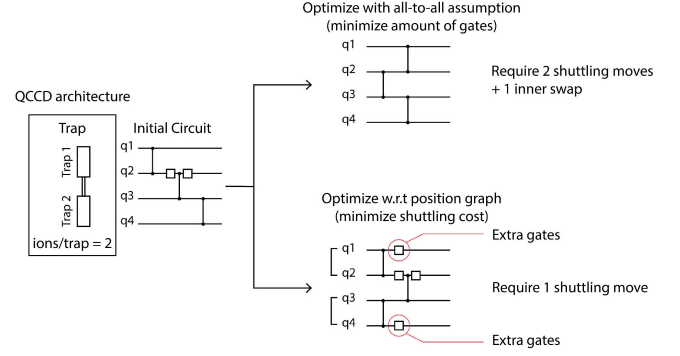 Optimize with all-to-all assumption
(minimize amount of gates)
q1
q2
q3
q4
Require 2 shuttling moves
+ 1 inner swap
QCCD architecture
Trap
Trap 1
Trap 2
ions/trap = 2
Initial Circuit
q1
q2
q3
q4
Optimize w.r.t position graph
(minimize shuttling cost)
Extra gates
q1
q2
q3
q4
Require 1 shuttling move
Extra gates